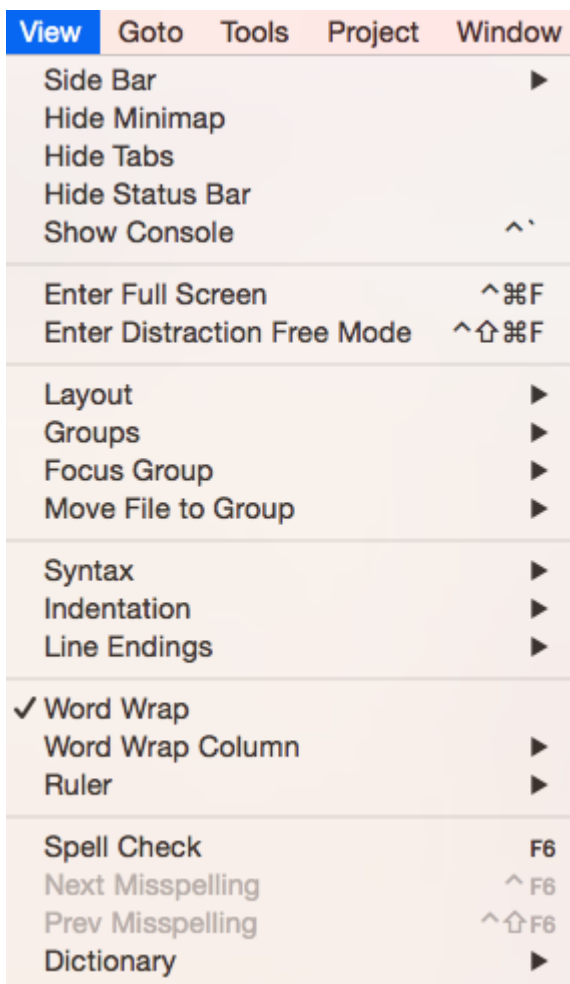 View Goto Tools Project Window
Side Bar ▶
Hide Minimap
Hide Tabs
Hide Status Bar
Show Console ^`
Enter Full Screen ^⌘F
Enter Distraction Free Mode ^⇧⌘F
Layout ▶
Groups ▶
Focus Group ▶
Move File to Group ▶
Syntax ▶
Indentation ▶
Line Endings ▶
✓ Word Wrap
Word Wrap Column ▶
Ruler ▶
Spell Check F6
Next Misspelling ^ F6
Prev Misspelling ^⇧F6
Dictionary ▶